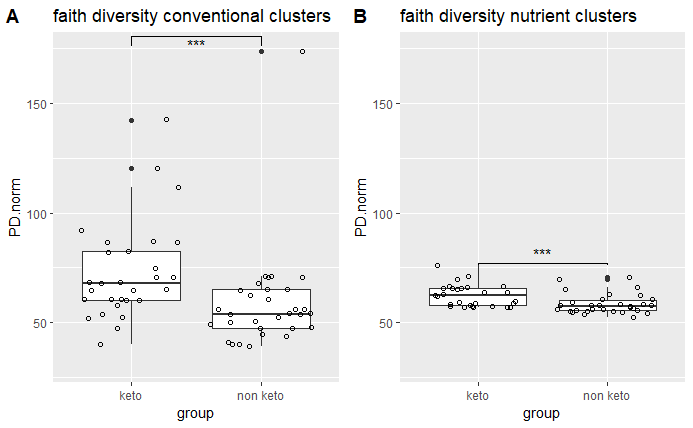 A faith diversity conventional clusters
***
PD.norm
150
100
50
keto non keto
group
B faith diversity nutrient clusters
***
PD.norm
150
100
50
keto non keto
group